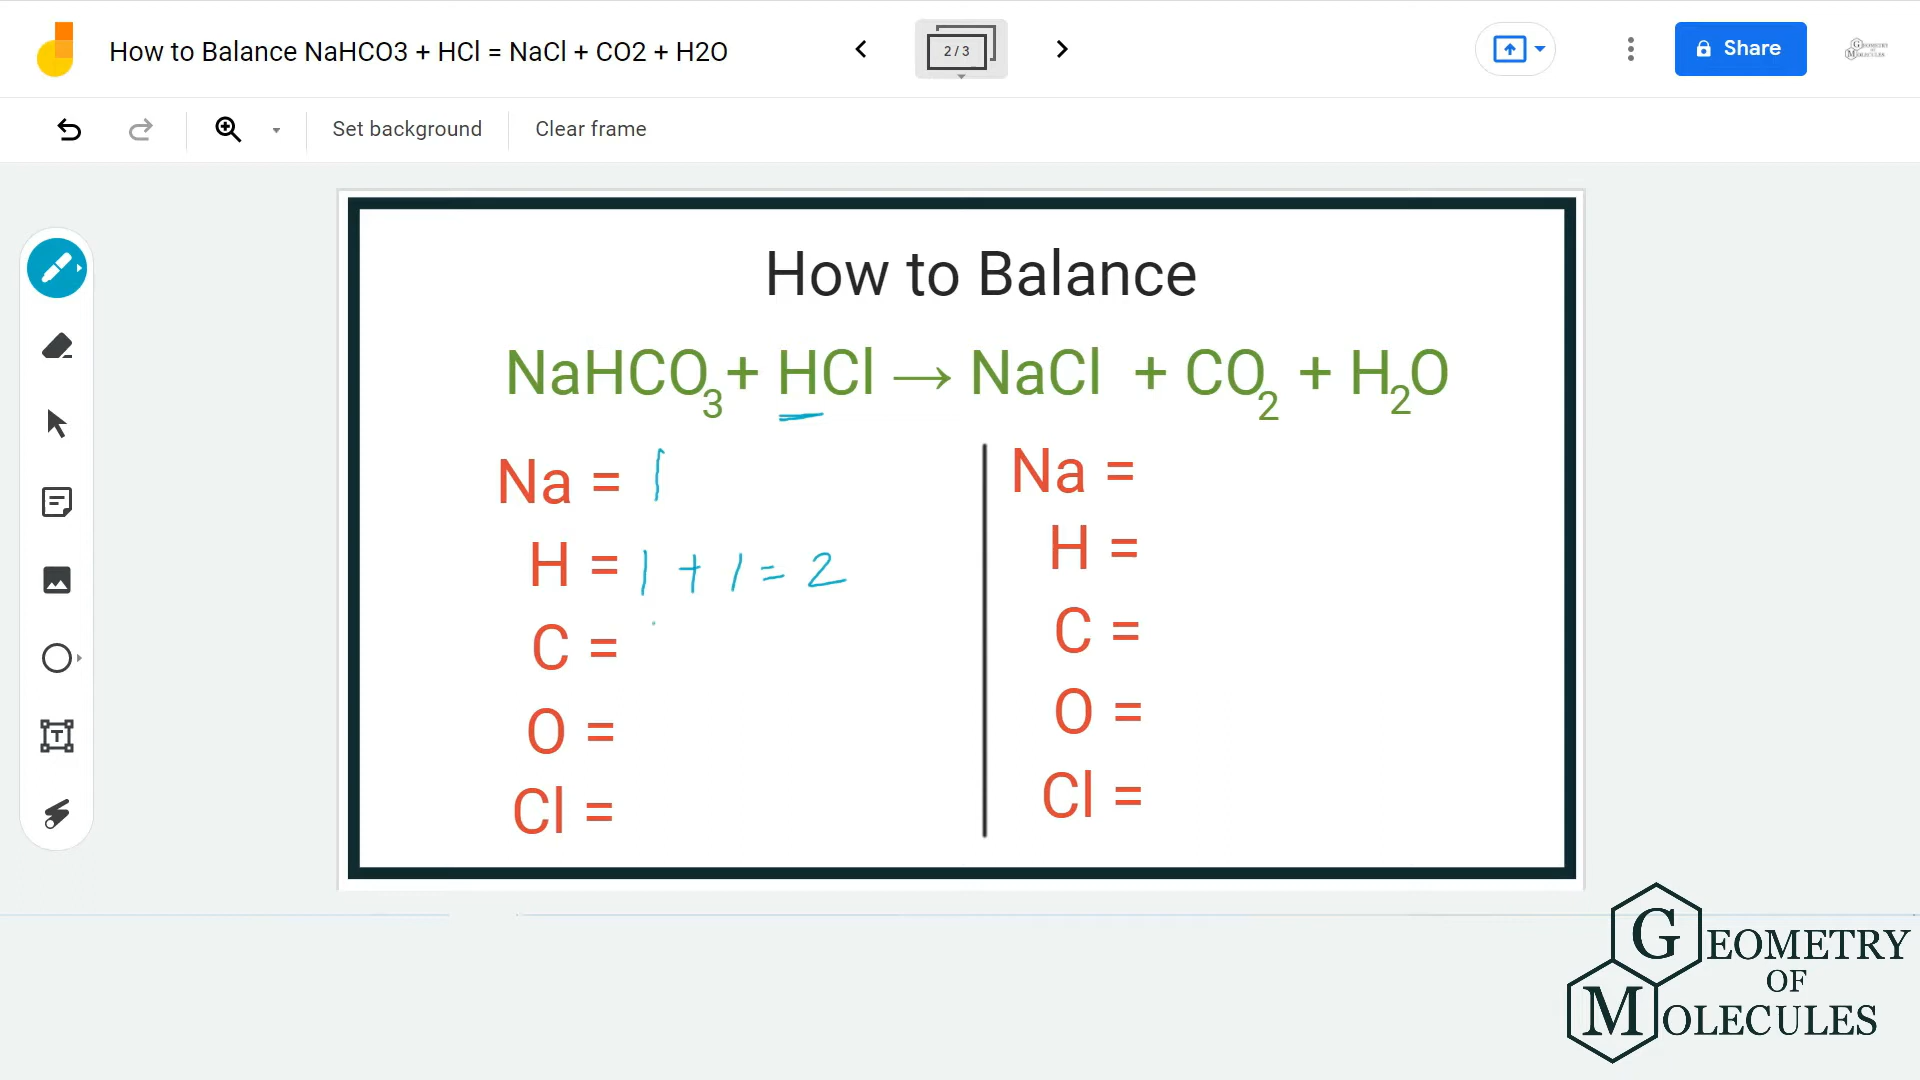 How to Balance NaHCO3 + HCl = NaCl + CO2 + H2O
2 / 3
Share
Set background
Clear frame
How to Balance
NaHCO3 + HCl → NaCl + CO2 + H2O
Na = 1
H = 1 + 1 = 2
C =
O =
Cl =
Na =
H =
C =
O =
Cl =
GEOMETRY
OF
MOLECULES